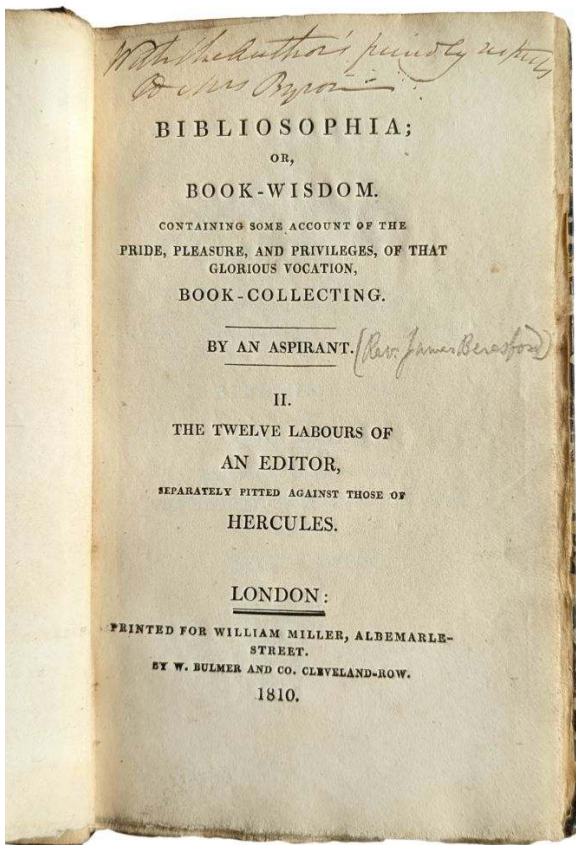 With the Author's friendly respects
To Mrs Byron
BIBLIOSOPHIA;
OR,
BOOK-WISDOM.
CONTAINING SOME ACCOUNT OF THE
PRIDE, PLEASURE, AND PRIVILEGES, OF THAT
GLORIOUS VOCATION,
BOOK-COLLECTING.
BY AN ASPIRANT. (Rev. James Beresford)
II.
THE TWELVE LABOURS OF
AN EDITOR,
SEPARATELY PITTED AGAINST THOSE OF
HERCULES.
LONDON:
PRINTED FOR WILLIAM MILLER, ALBEMARLE-
STREET.
BY W. BULMER AND CO. CLEVELAND-ROW.
1810.